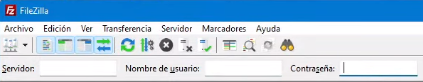 FileZilla
Archivo Edición Ver Transferencia Servidor Marcadores Ayuda
Servidor: Nombre de usuario: Contraseña: